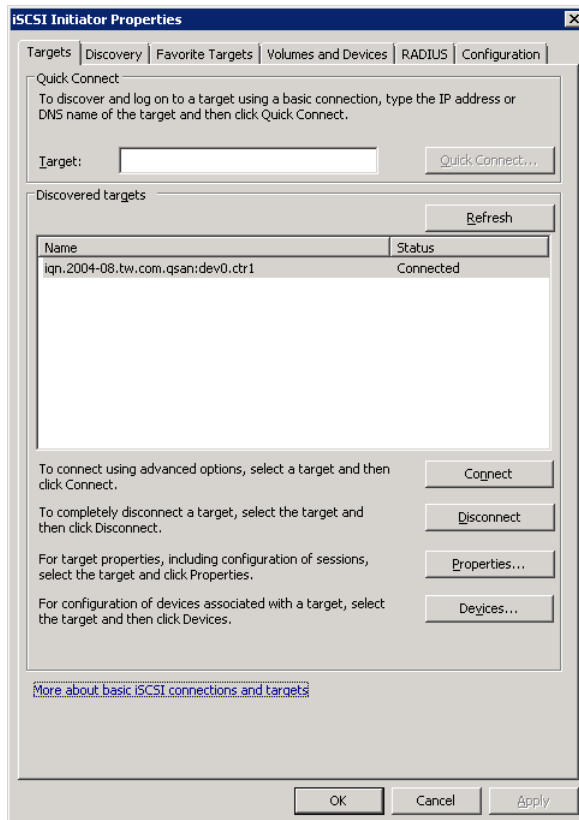 iSCSI Initiator Properties
Targets Discovery Favorite Targets Volumes and Devices RADIUS Configuration
Quick Connect
To discover and log on to a target using a basic connection, type the IP address or
DNS name of the target and then click Quick Connect.
Target:
Quick Connect...
Discovered targets
Refresh
Name Status
iqn.2004-08.tw.com.qsan:dev0.ctr1 Connected
To connect using advanced options, select a target and then
click Connect.
Connect
To completely disconnect a target, select the target and
then click Disconnect.
Disconnect
For target properties, including configuration of sessions,
select the target and click Properties.
Properties...
For configuration of devices associated with a target, select
the target and then click Devices.
Devices...
More about basic iSCSI connections and targets
OK Cancel Apply